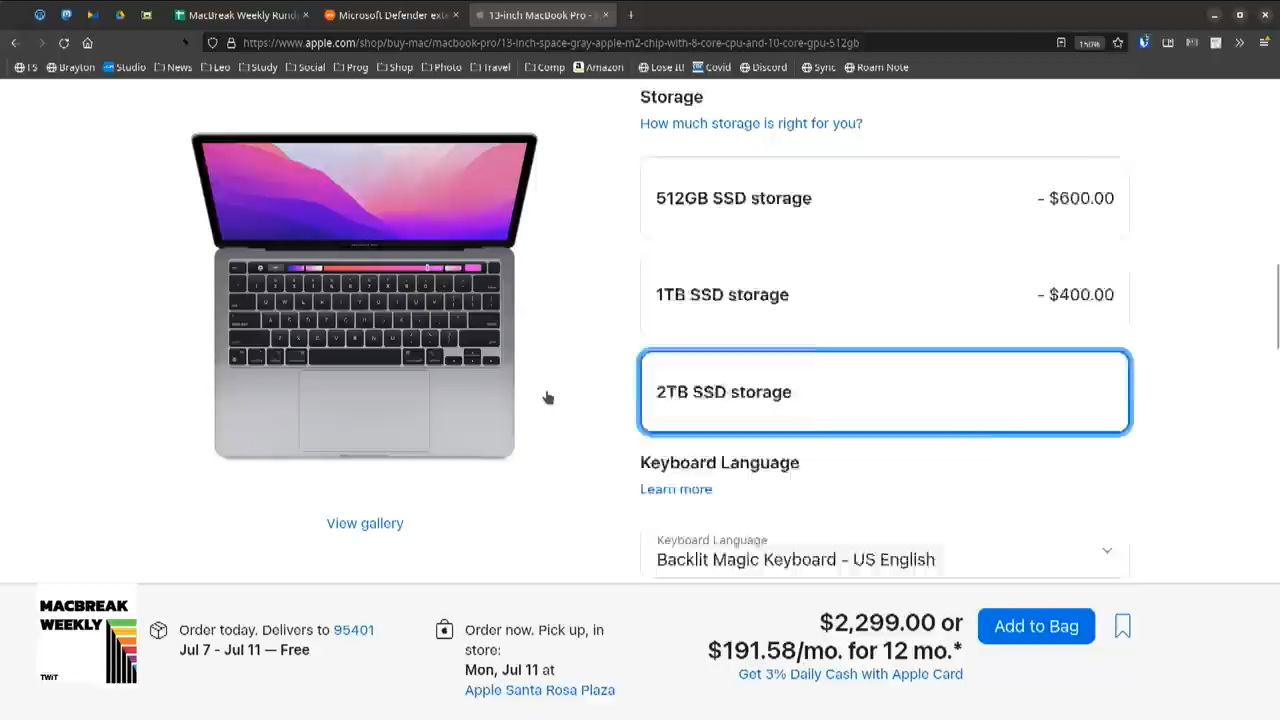 MacBreak Weekly Rund
Microsoft Defender exte
13-inch MacBook Pro -
https://www.apple.com/shop/buy-mac/macbook-pro/13-inch-space-gray-apple-m2-chip-with-8-core-cpu-and-10-core-gpu-512gb
150%
TS
Brayton
Studio
News
Leo
Study
Social
Prog
Shop
Photo
Travel
Comp
Amazon
Lose It!
Covid
Discord
Sync
Roam Note
Storage
How much storage is right for you?
512GB SSD storage
- $600.00
1TB SSD storage
- $400.00
2TB SSD storage
Keyboard Language
Learn more
Keyboard Language
Backlit Magic Keyboard - US English
View gallery
MACBREAK
WEEKLY
TWiT
Order today. Delivers to 95401
Jul 7 - Jul 11 — Free
Order now. Pick up, in
store:
Mon, Jul 11 at
Apple Santa Rosa Plaza
$2,299.00 or
$191.58/mo. for 12 mo.*
Get 3% Daily Cash with Apple Card
Add to Bag